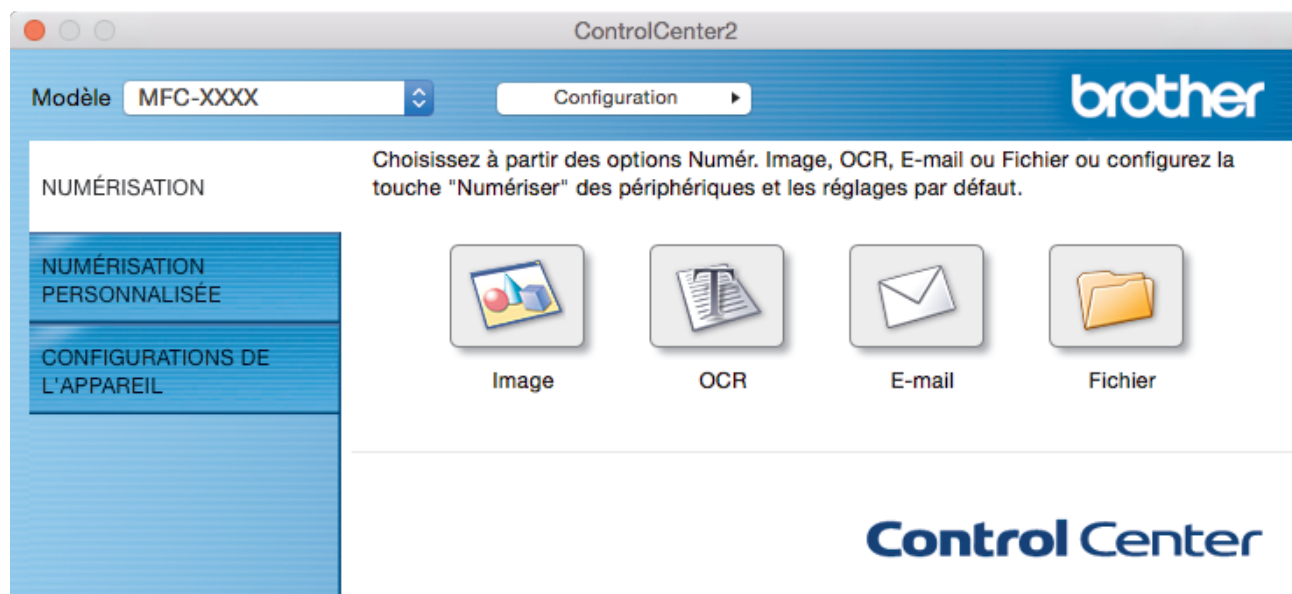 ControlCenter2
Modèle MFC-XXXX Configuration brother
Choisissez à partir des options Numér. Image, OCR, E-mail ou Fichier ou configurez la
touche "Numériser" des périphériques et les réglages par défaut.
NUMÉRISATION
NUMÉRISATION
PERSONNALISÉE
CONFIGURATIONS DE
L'APPAREIL
T
Image OCR E-mail Fichier
Control Center